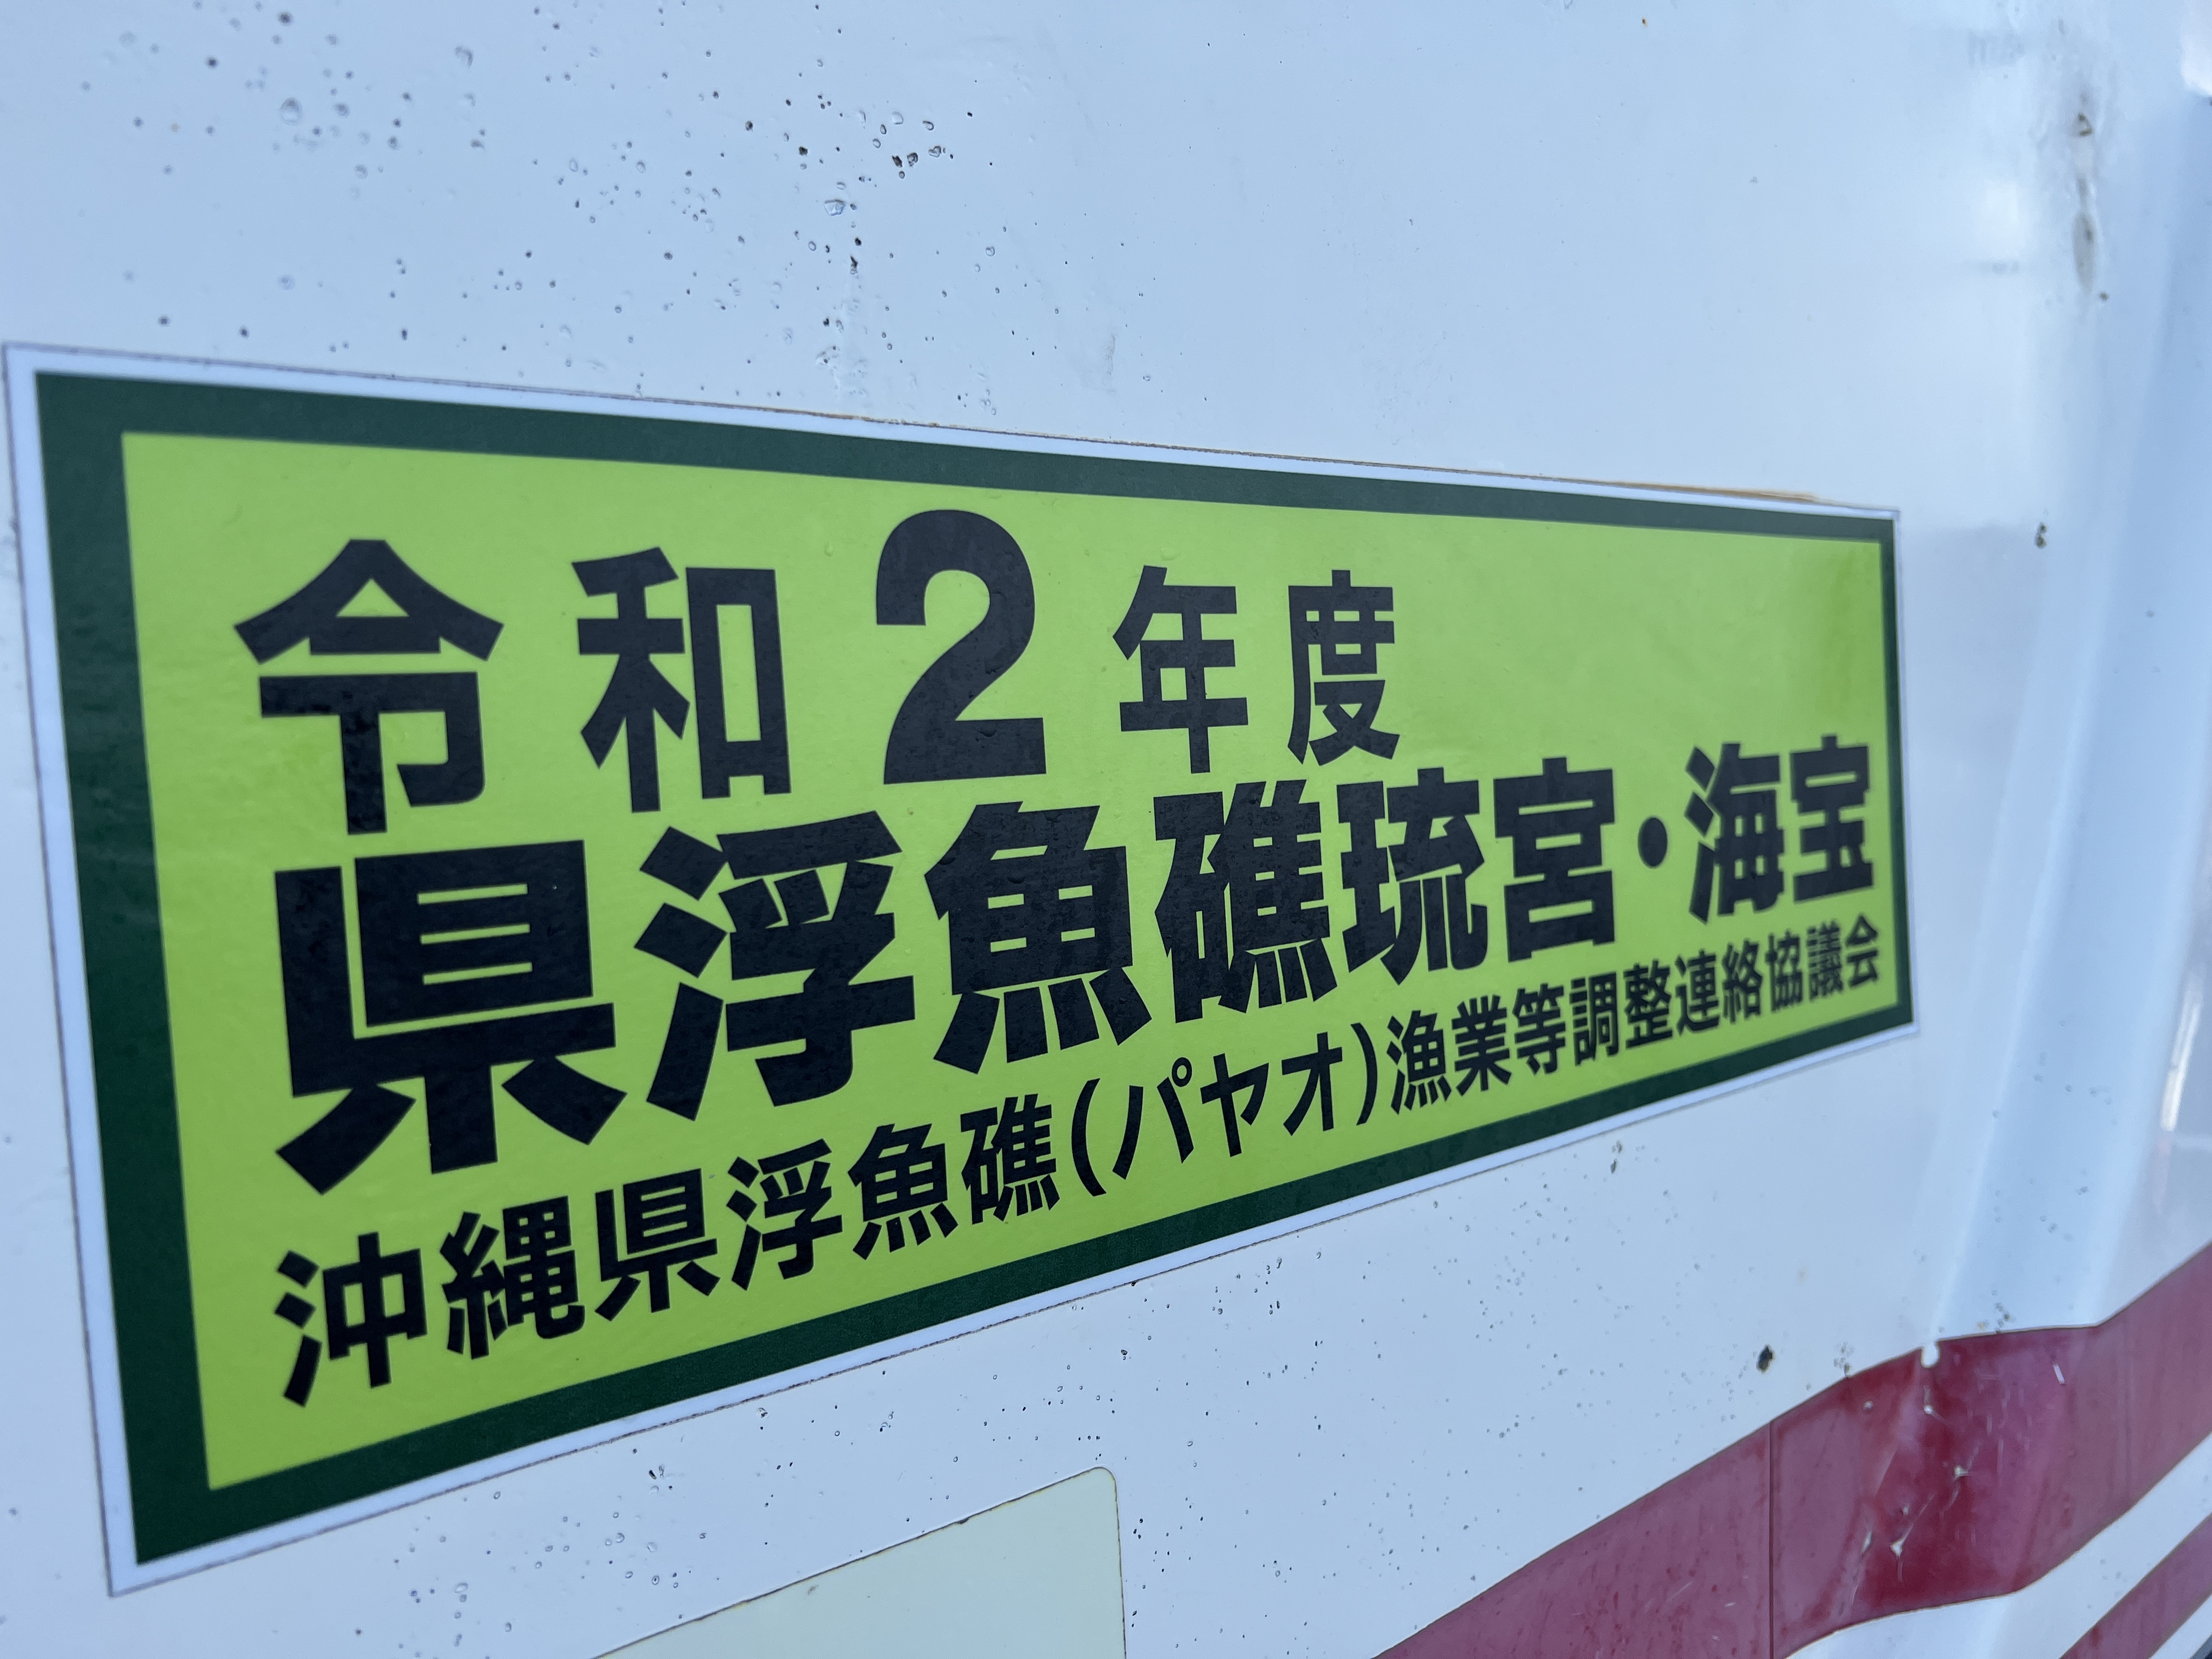 令和2年度
県浮魚礁琉宮・海宝
沖縄県浮魚礁(パヤオ)漁業等調整連絡協議会